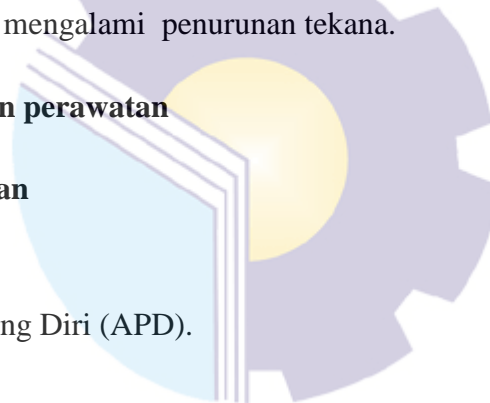 mengalami penurunan tekana.
n perawatan
an
ng Diri (APD).